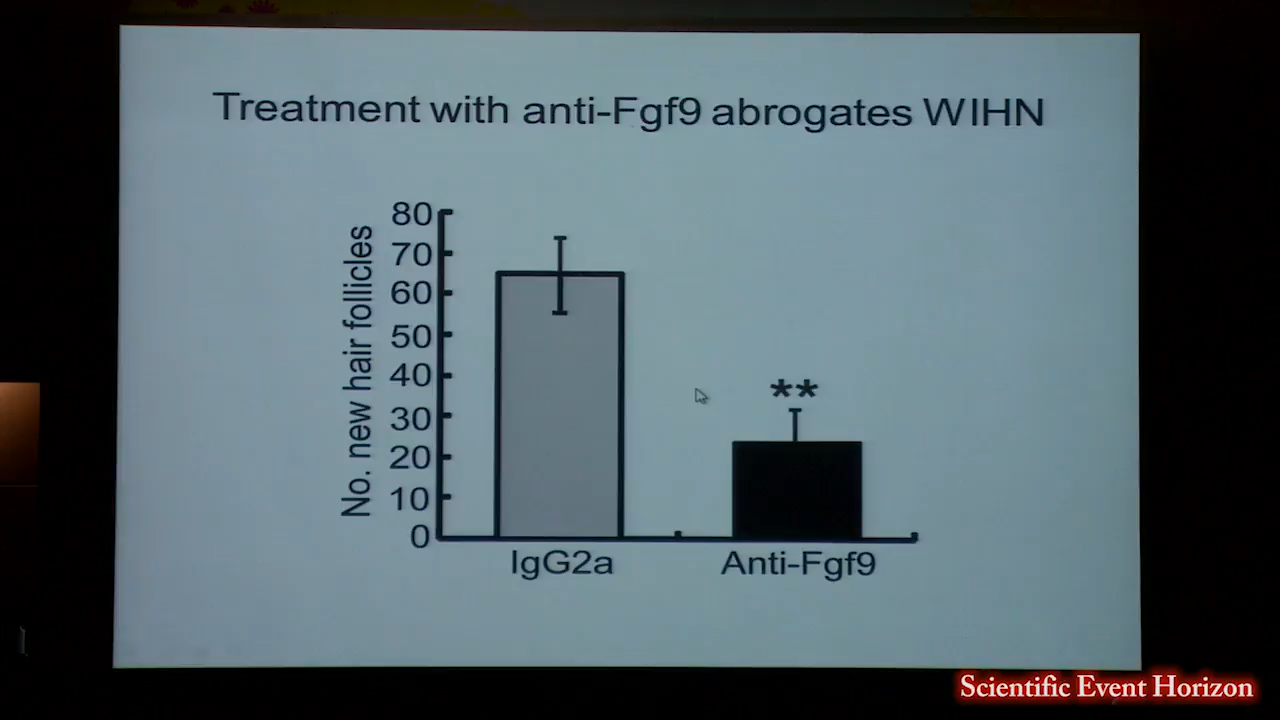 Treatment with anti-Fgf9 abrogates WIHN
No. new hair follicles
80
70
60
50
40
30
20
10
0
**
IgG2a
Anti-Fgf9
Scientific Event Horizon